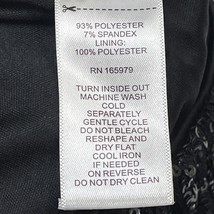 93% POLYESTER
7% SPANDEX
LINING:
100% POLYESTER
RN 165979
TURN INSIDE OUT
MACHINE WASH
COLD
SEPARATELY
GENTLE CYCLE
DO NOT BLEACH
RESHAPE AND
DRY FLAT
COOL IRON
IF NEEDED
ON REVERSE
DO NOT DRY CLEAN